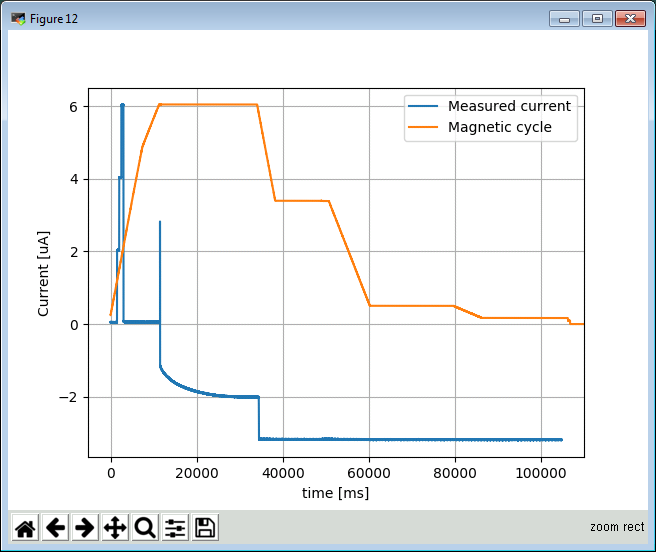 Figure 12
Measured current
Magnetic cycle
6
4
2
0
−2
Current [uA]
0 20000 40000 60000 80000 100000
time [ms]
zoom rect